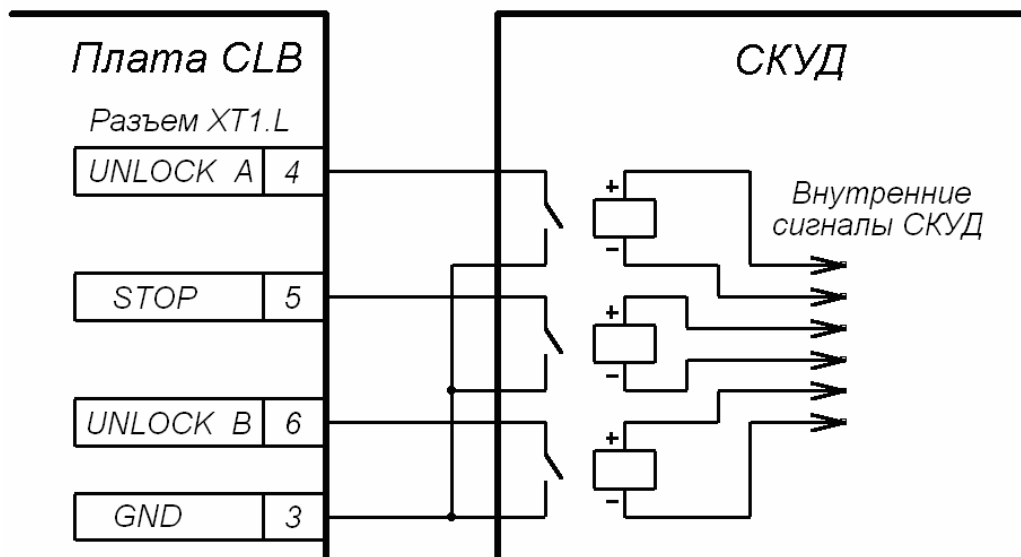 Плата CLB
СКУД
Разъем XT1.L
UNLOCK A 4
STOP 5
UNLOCK B 6
GND 3
+
−
+
−
+
−
Внутренние
сигналы СКУД